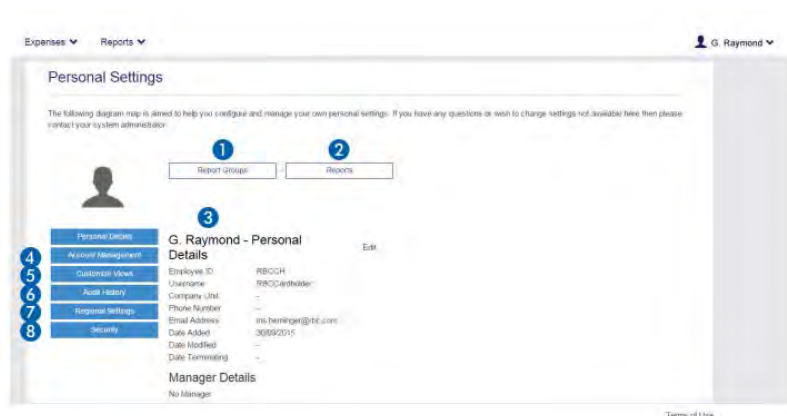 Expenses Reports G. Raymond
Personal Settings
The following diagram map is aimed to help you configure and manage your own personal settings. If you have any questions or wish to change settings not available here then please
contact your system administrator
1 2
Report Groups Reports
3
G. Raymond - Personal
Details
Edit
Personal Details
4 Account Management
5 Customize Views
6 Audit History
7 Regional Settings
8 Security
Employee ID RBCCH
Username RBCCardholder
Company Unit --
Phone Number --
Email Address
Date Added 30/09/2015
Date Modified --
Date Terminating --
Manager Details
No Manager
Terms of Use